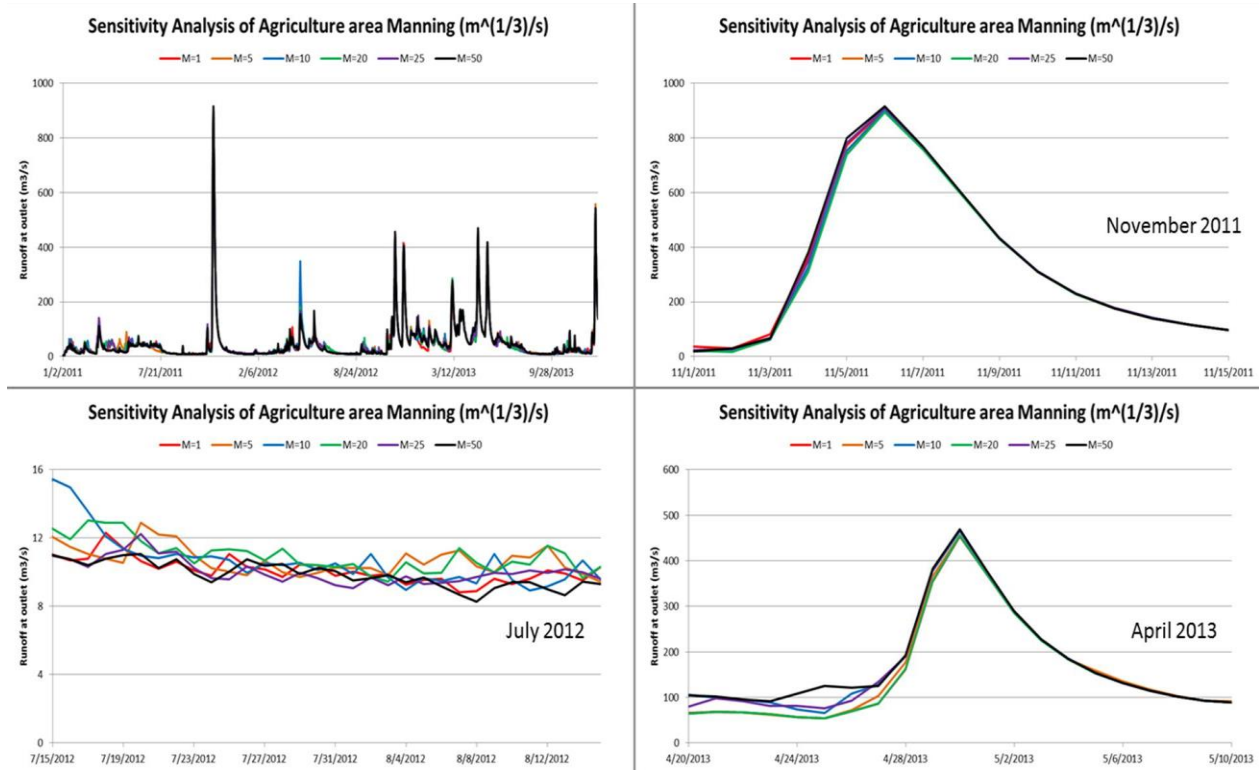 Sensitivity Analysis of Agriculture area Manning (m^(1/3)/s)
M=1 M=5 M=10 M=20 M=25 M=50
Runoff at outlet (m3/s)
1000
800
600
400
200
0
1/2/2011 7/21/2011 2/6/2012 8/24/2012 3/12/2013 9/28/2013
Sensitivity Analysis of Agriculture area Manning (m^(1/3)/s)
M=1 M=5 M=10 M=20 M=25 M=50
Runoff at outlet (m3/s)
1000
800
600
400
200
0
November 2011
11/1/2011 11/3/2011 11/5/2011 11/7/2011 11/9/2011 11/11/2011 11/13/2011 11/15/2011
Sensitivity Analysis of Agriculture area Manning (m^(1/3)/s)
M=1 M=5 M=10 M=20 M=25 M=50
Runoff at outlet (m3/s)
16
12
8
4
0
July 2012
7/15/2012 7/19/2012 7/23/2012 7/27/2012 7/31/2012 8/4/2012 8/8/2012 8/12/2012
Sensitivity Analysis of Agriculture area Manning (m^(1/3)/s)
M=1 M=5 M=10 M=20 M=25 M=50
Runoff at outlet (m3/s)
600
500
400
300
200
100
0
April 2013
4/20/2013 4/24/2013 4/28/2013 5/2/2013 5/6/2013 5/10/2013